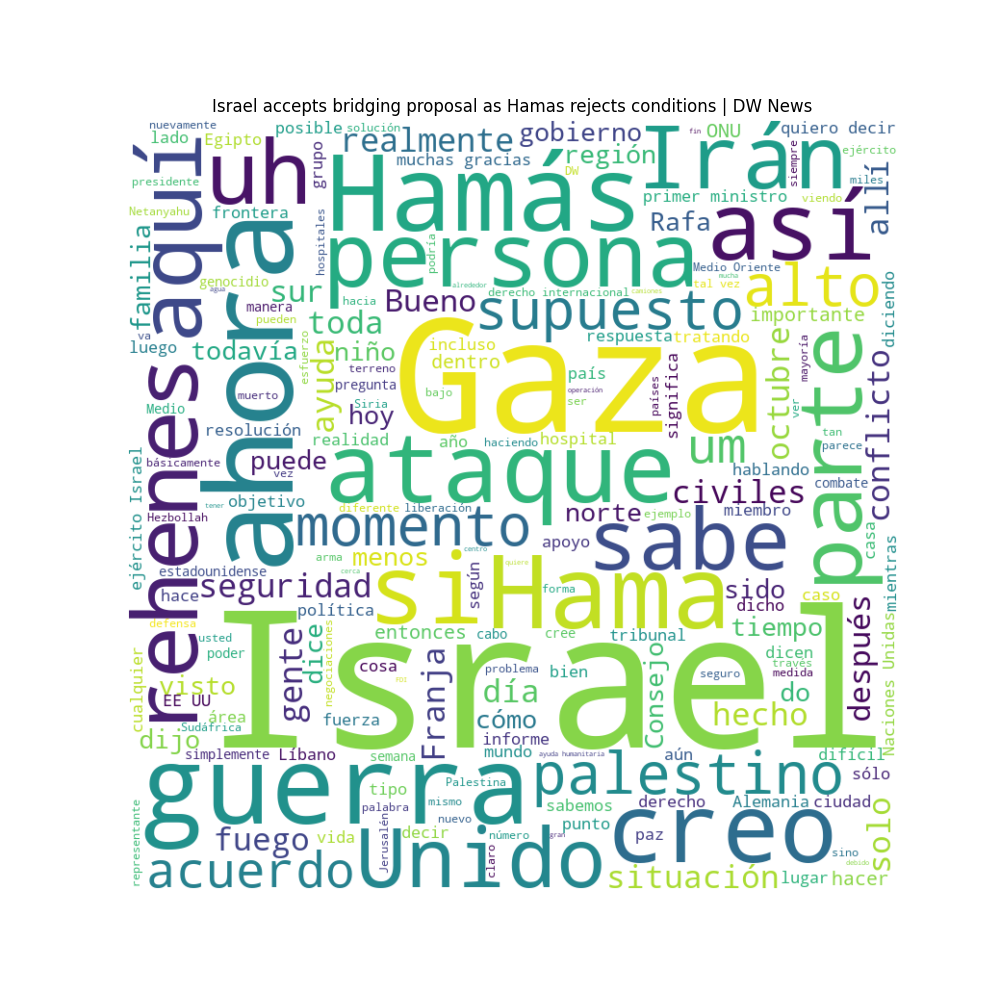 Israel accepts bridging proposal as Hamas rejects conditions | DW News
nuevamente
lado
Egipto
posible
solución
realmente
gobierno
Irán
fin
ONU
quiero decir
ejército
presidente
aquí
uh
grupo
muchas gracias
Hamás
DW
región
siempre
miles
allí
primer ministro
viendo
Netanyahu
frontera
hospitales
persona
podría
Rafa
así
familia
ahora
genocidio
agua
sur
hacia
Bueno
alrededor
derecho internacional
camiones
Medio Oriente
mucha
tal vez
alto
diciendo
manera
pueden
supuesto
importante
va
luego
todavía
esfuerzo
toda
ayuda
niño
incluso
dentro
Gaza
respuesta
tratando
octubre
mayoría
parte
conflicto
muerto
terreno
pregunta
Siria
bajo
país
operación
ser
países
significa
ver
Medio
rehenes
resolución
hoy
realidad
año
haciendo
hospital
um
tan
parece
ejército Israel
básicamente
puede
vez
ataque
hablando
combate
casa
objetivo
tener
diferente
liberación
civiles
miembro
Hezbollah
momento
norte
ejemplo
sabe
apoyo
estadounidense
arma
menos
centro
quiere
cerca
si
según
Hama
forma
sido
dicho
caso
mientras
hace
seguridad
defensa
política
usted
poder
gente
dice
negociaciones
entonces
cabo
cree
tribunal
tiempo
después
Naciones Unidas
cualquier
visto
EE UU
área
Sudáfrica
Israel
cosa
problema
bien
seguro
dicen
través
medida
do
fuerza
Franja
día
cómo
Consejo
hecho
dijo
informe
simplemente
Líbano
semana
mundo
ayuda humanitaria
aún
difícil
sólo
guerra
tipo
Palestina
palestino
palabra
mismo
sabemos
derecho
Alemania
ciudad
representante
nuevo
punto
fuego
vida
decir
número
gran
creo
paz
solo
acuerdo
Jerusalén
Unido
claro
sino
debido
situación
lugar
hacer